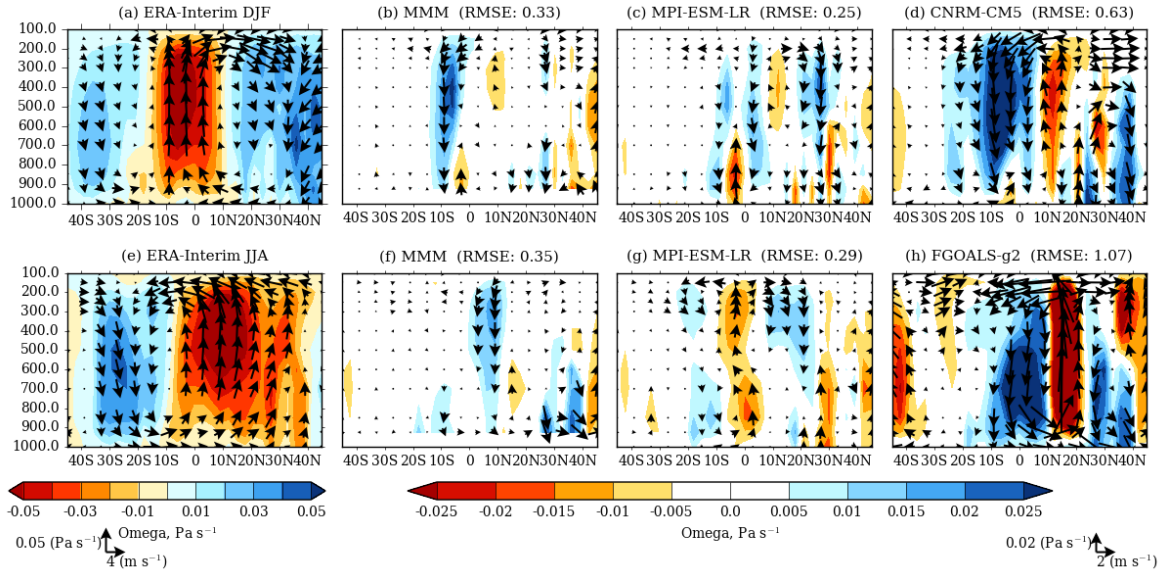 (a) ERA-Interim DJF
(b) MMM (RMSE: 0.33)
(c) MPI-ESM-LR (RMSE: 0.25)
(d) CNRM-CM5 (RMSE: 0.63)
100.0
200.0
300.0
400.0
500.0
600.0
700.0
800.0
900.0
1000.0
40S 30S 20S 10S 0 10N 20N 30N 40N
40S 30S 20S 10S 0 10N 20N 30N 40N
40S 30S 20S 10S 0 10N 20N 30N 40N
40S 30S 20S 10S 0 10N 20N 30N 40N
(e) ERA-Interim JJA
(f) MMM (RMSE: 0.35)
(g) MPI-ESM-LR (RMSE: 0.29)
(h) FGOALS-g2 (RMSE: 1.07)
100.0
200.0
300.0
400.0
500.0
600.0
700.0
800.0
900.0
1000.0
40S 30S 20S 10S 0 10N 20N 30N 40N
40S 30S 20S 10S 0 10N 20N 30N 40N
40S 30S 20S 10S 0 10N 20N 30N 40N
40S 30S 20S 10S 0 10N 20N 30N 40N
-0.05 -0.03 -0.01 0.01 0.03 0.05
Omega, Pa s⁻¹
0.05 (Pa s⁻¹)
4 (m s⁻¹)
-0.025 -0.02 -0.015 -0.01 -0.005 0.0 0.005 0.01 0.015 0.02 0.025
Omega, Pa s⁻¹
0.02 (Pa s⁻¹)
2 (m s⁻¹)